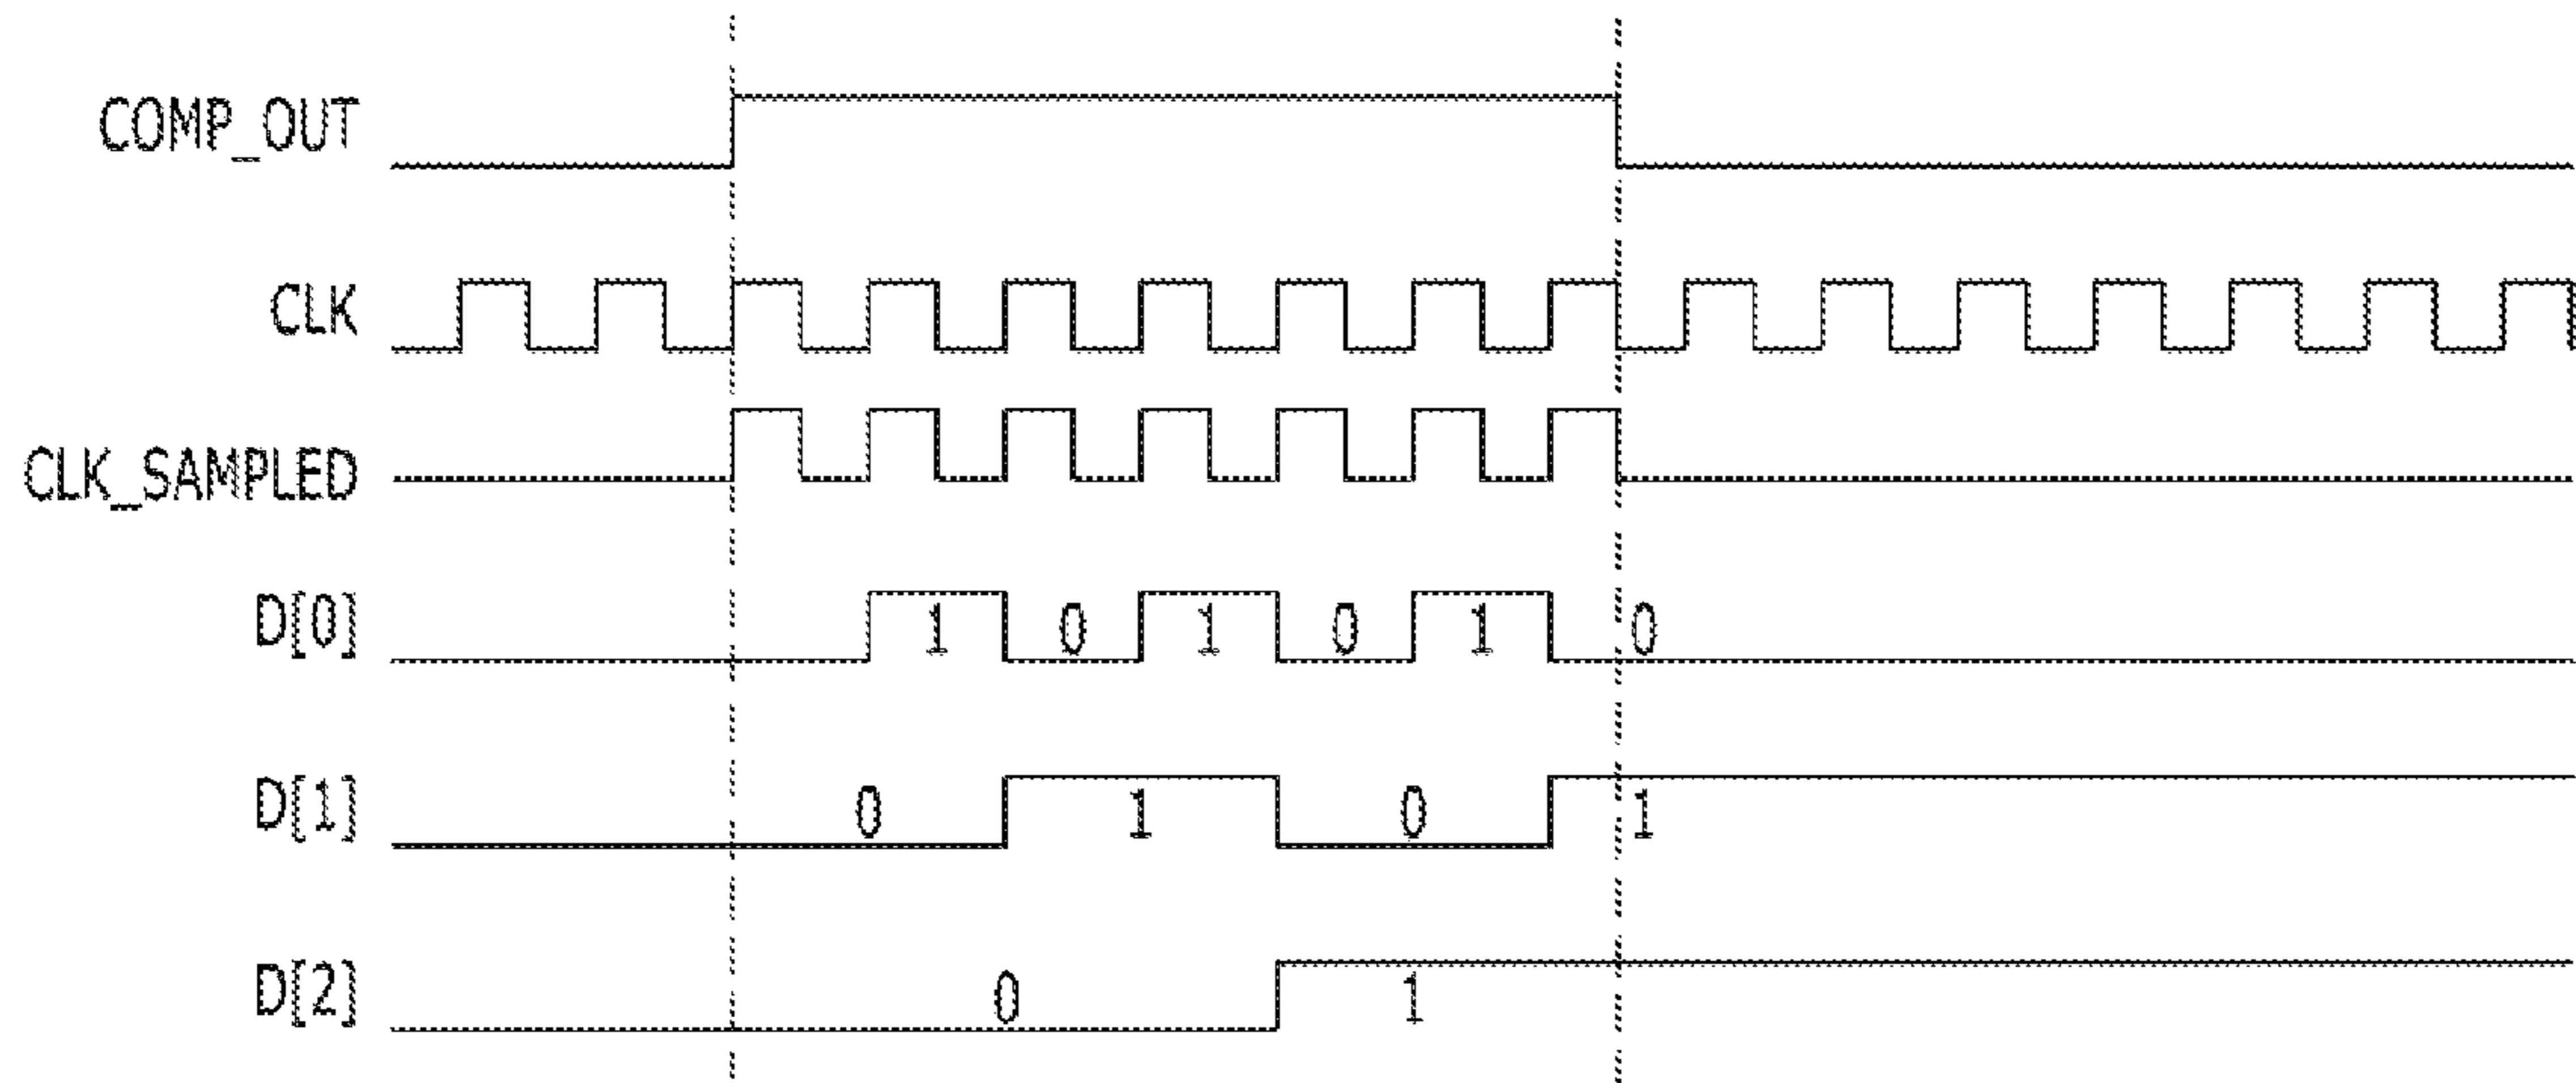 COMP_OUT
CLK
CLK_SAMPLED
D[0] 1 0 1 0 1 0
D[1] 0 1 0 1
D[2] 0 1